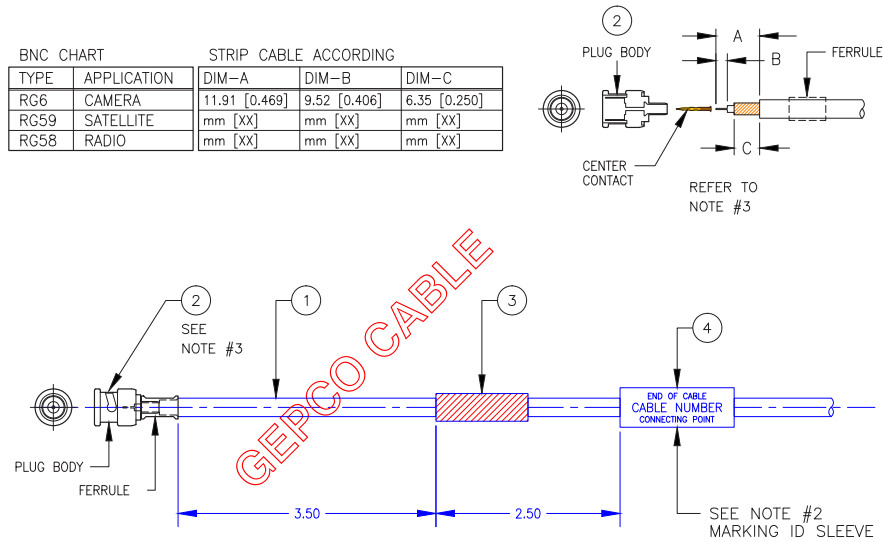 BNC CHART
STRIP CABLE ACCORDING
TYPE APPLICATION DIM-A DIM-B DIM-C
RG6 CAMERA 11.91 [0.469] 9.52 [0.406] 6.35 [0.250]
RG59 SATELLITE mm [XX] mm [XX] mm [XX]
RG58 RADIO mm [XX] mm [XX] mm [XX]
2
PLUG BODY
A
B
FERRULE
C
CENTER
CONTACT
REFER TO
NOTE #3
GEPCO CABLE
2
SEE
NOTE #3
1
3
4
END OF CABLE
CABLE NUMBER
CONNECTING POINT
PLUG BODY
FERRULE
3.50
2.50
SEE NOTE #2
MARKING ID SLEEVE